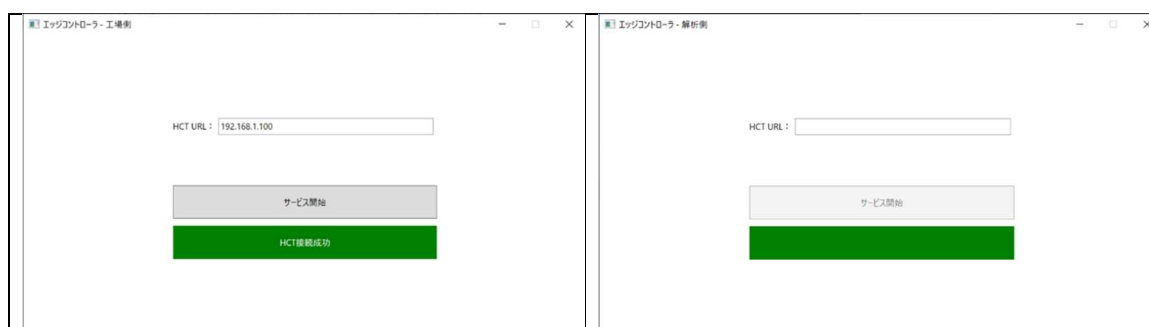 エッジコントローラ - 工場側
HCT URL： 192.168.1.100
サービス開始
HCT接続成功
エッジコントローラ - 解析側
HCT URL：
サービス開始